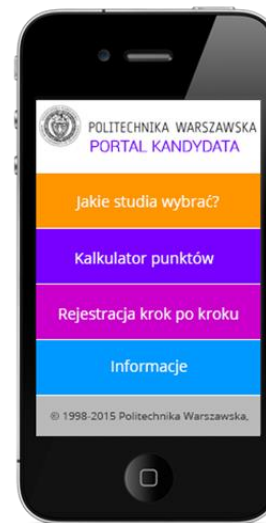 POLITECHNIKA WARSZAWSKA
PORTAL KANDYDATA
Jakie studia wybrać?
Kalkulator punktów
Rejestracja krok po kroku
Informacje
© 1998-2015 Politechnika Warszawska,